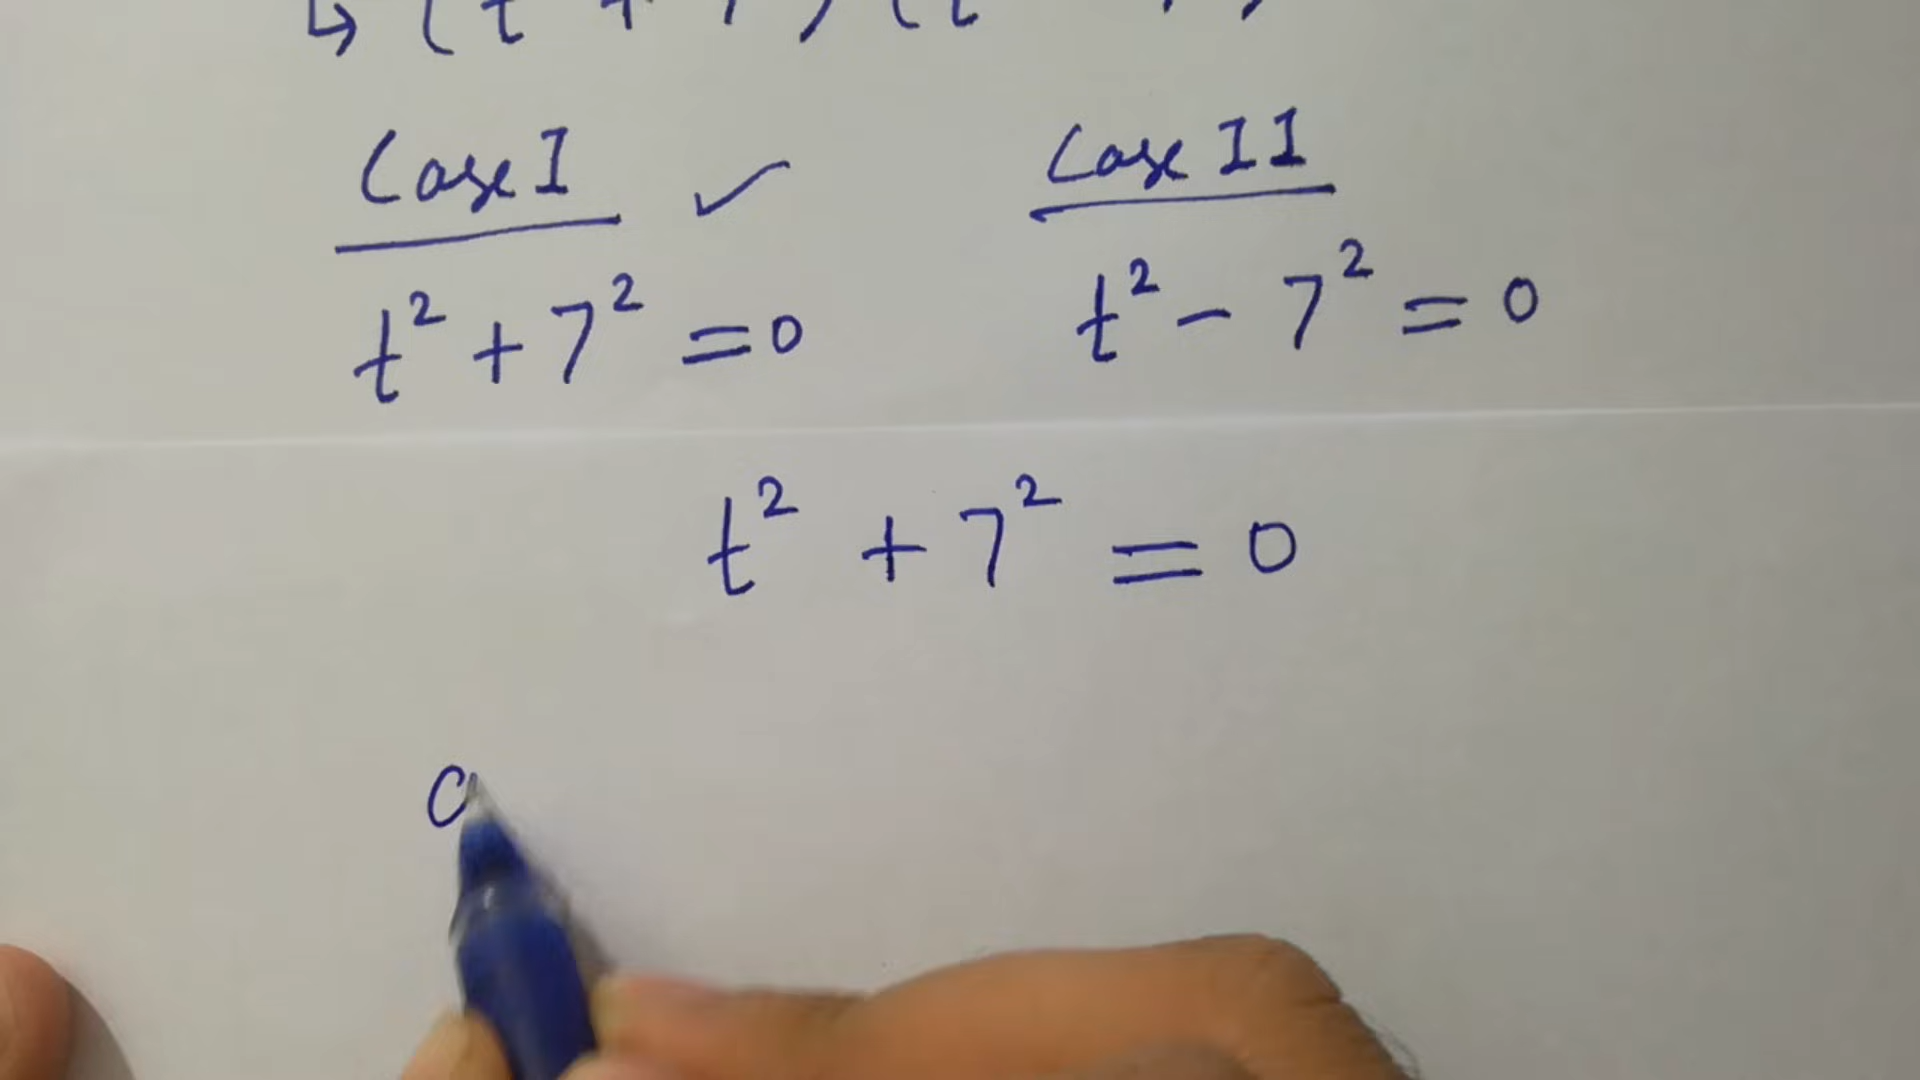 Case I ✓ Case II
t² + 7² = 0 t² - 7² = 0
t² + 7² = 0